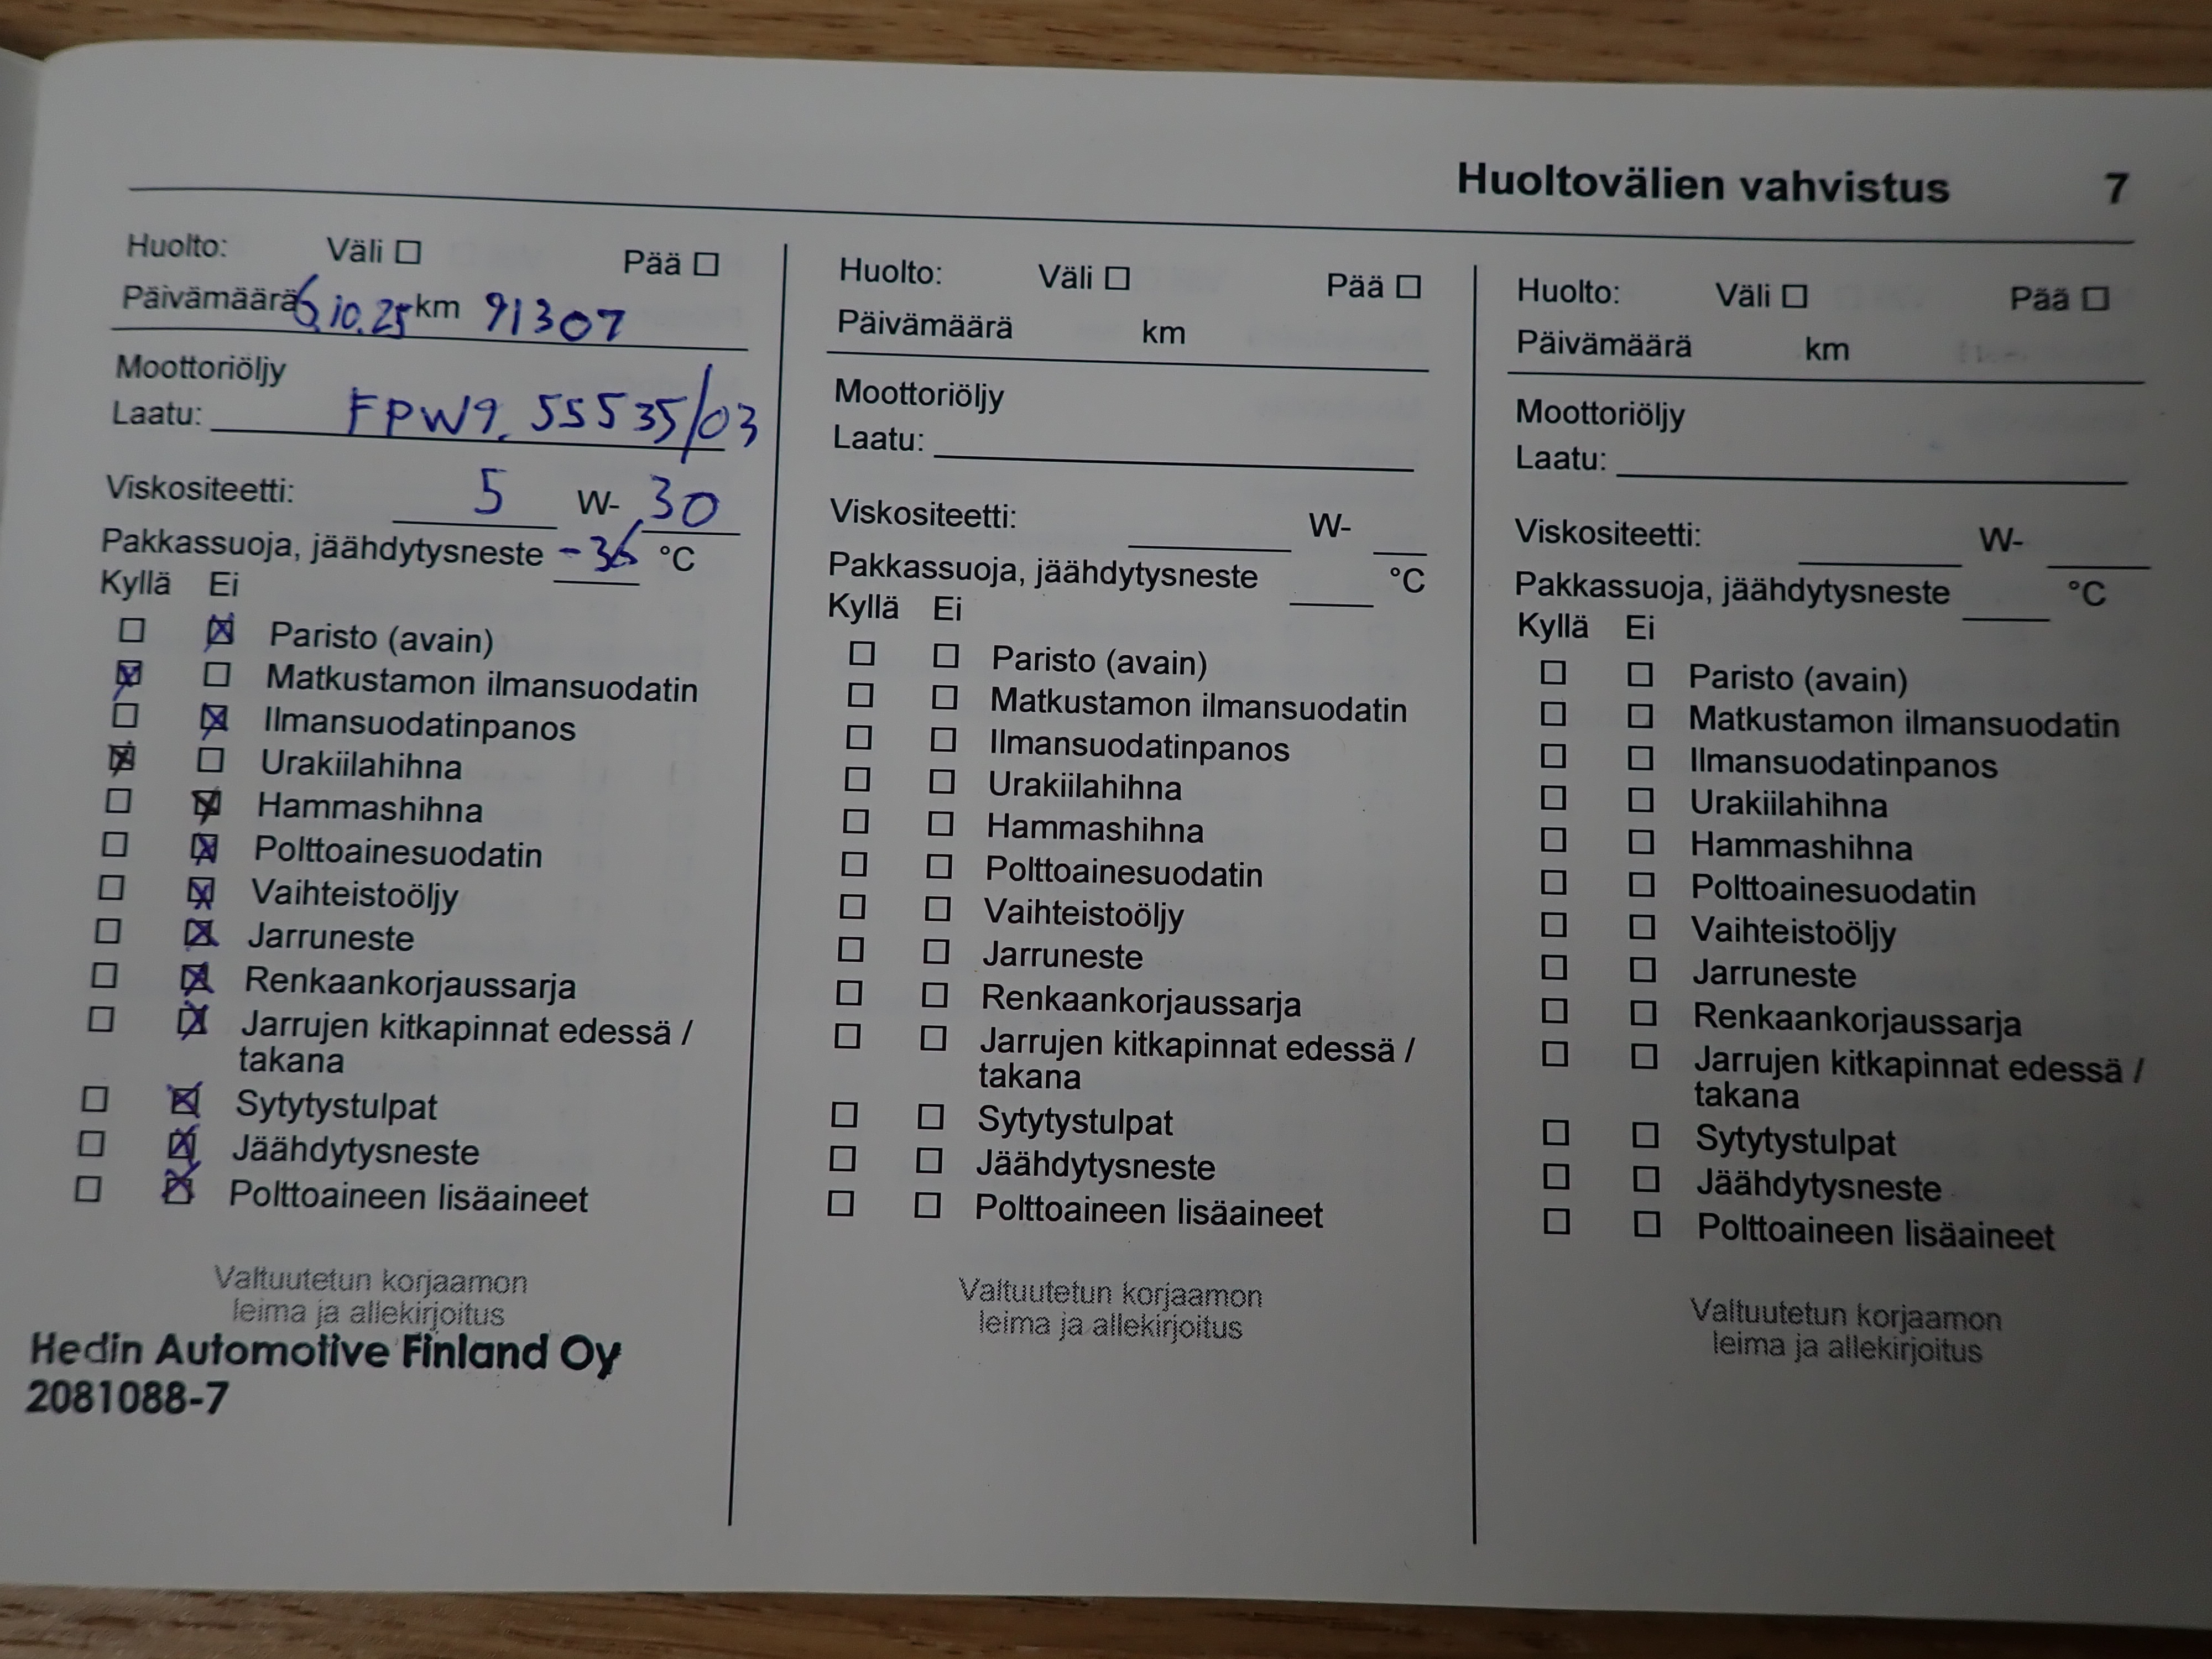 Huoltovälien vahvistus 7
Huolto: Väli ☐ Pää ☐
Päivämäärä 6.10.25 km 91307
Moottoriöljy
Laatu: FPW9.55535/03
Viskositeetti: 5 W- 30
Pakkassuoja, jäähdytysneste -36 °C
Kyllä Ei
☐ ☒ Paristo (avain)
☒ ☐ Matkustamon ilmansuodatin
☐ ☒ Ilmansuodatinpanos
☒ ☐ Urakiilahihna
☐ ☒ Hammashihna
☐ ☒ Polttoainesuodatin
☐ ☒ Vaihteistoöljy
☐ ☒ Jarruneste
☐ ☒ Renkaankorjaussarja
☐ ☒ Jarrujen kitkapinnat edessä /
takana
☐ ☒ Sytytystulpat
☐ ☒ Jäähdytysneste
☐ ☒ Polttoaineen lisäaineet
Valtuutetun korjaamon
leima ja allekirjoitus
Hedin Automotive Finland Oy
2081088-7
Huolto: Väli ☐ Pää ☐
Päivämäärä km
Moottoriöljy
Laatu:
Viskositeetti: W-
Pakkassuoja, jäähdytysneste °C
Kyllä Ei
☐ ☐ Paristo (avain)
☐ ☐ Matkustamon ilmansuodatin
☐ ☐ Ilmansuodatinpanos
☐ ☐ Urakiilahihna
☐ ☐ Hammashihna
☐ ☐ Polttoainesuodatin
☐ ☐ Vaihteistoöljy
☐ ☐ Jarruneste
☐ ☐ Renkaankorjaussarja
☐ ☐ Jarrujen kitkapinnat edessä /
takana
☐ ☐ Sytytystulpat
☐ ☐ Jäähdytysneste
☐ ☐ Polttoaineen lisäaineet
Valtuutetun korjaamon
leima ja allekirjoitus
Huolto: Väli ☐ Pää ☐
Päivämäärä km
Moottoriöljy
Laatu:
Viskositeetti: W-
Pakkassuoja, jäähdytysneste °C
Kyllä Ei
☐ ☐ Paristo (avain)
☐ ☐ Matkustamon ilmansuodatin
☐ ☐ Ilmansuodatinpanos
☐ ☐ Urakiilahihna
☐ ☐ Hammashihna
☐ ☐ Polttoainesuodatin
☐ ☐ Vaihteistoöljy
☐ ☐ Jarruneste
☐ ☐ Renkaankorjaussarja
☐ ☐ Jarrujen kitkapinnat edessä /
takana
☐ ☐ Sytytystulpat
☐ ☐ Jäähdytysneste
☐ ☐ Polttoaineen lisäaineet
Valtuutetun korjaamon
leima ja allekirjoitus